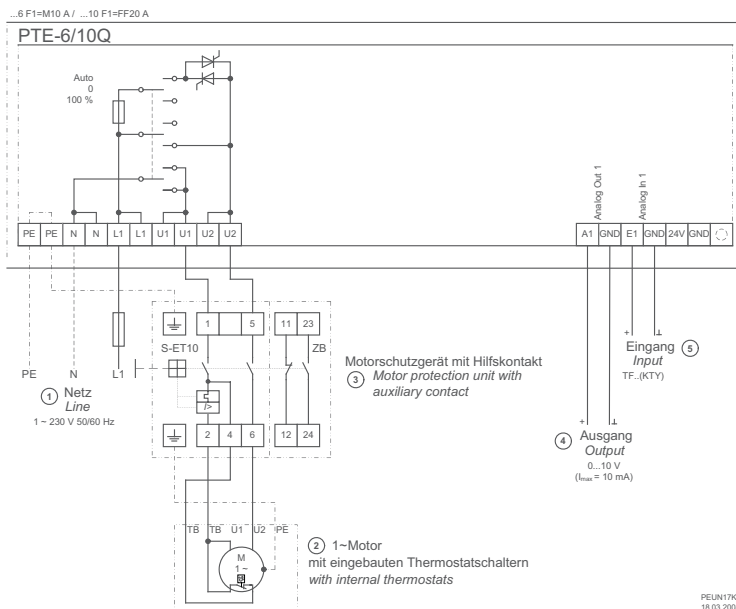 ...6 F1=M10 A / ...10 F1=FF20 A
PTE-6/10Q
Auto
0
100 %
Analog Out 1
Analog In 1
PE PE N N L1 L1 U1 U1 U2 U2
A1 GND E1 GND 24V GND
1 5 11 23
S-ET10 ZB
I>
2 4 6 12 24
PE N L1
1 Netz
Line
1 ~ 230 V 50/60 Hz
Motorschutzgerät mit Hilfskontakt
3 Motor protection unit with
auxiliary contact
+ ⊥
Eingang 5
Input
TF..(KTY)
+ ⊥
4 Ausgang
Output
0...10 V
(Imax = 10 mA)
TB TB U1 U2 PE
M
1 ~
2 1~Motor
mit eingebauten Thermostatschaltern
with internal thermostats
PEUN17K